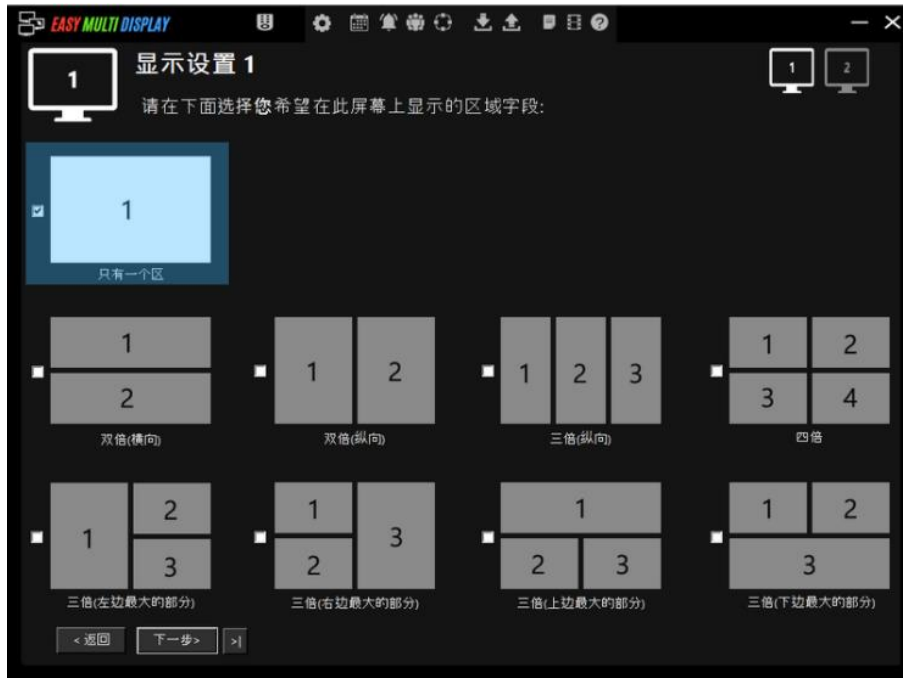 EASY MULTI DISPLAY
1
显示设置 1
1
2
请在下面选择您希望在此屏幕上显示的区域字段:
1
只有一个区
1
2
双倍(横向)
1
2
双倍(纵向)
1
2
3
三倍(纵向)
1
2
3
4
四倍
1
2
3
三倍(左边最大的部分)
1
2
3
三倍(右边最大的部分)
1
2
3
三倍(上边最大的部分)
1
2
3
三倍(下边最大的部分)
< 返回
下一步>
>|